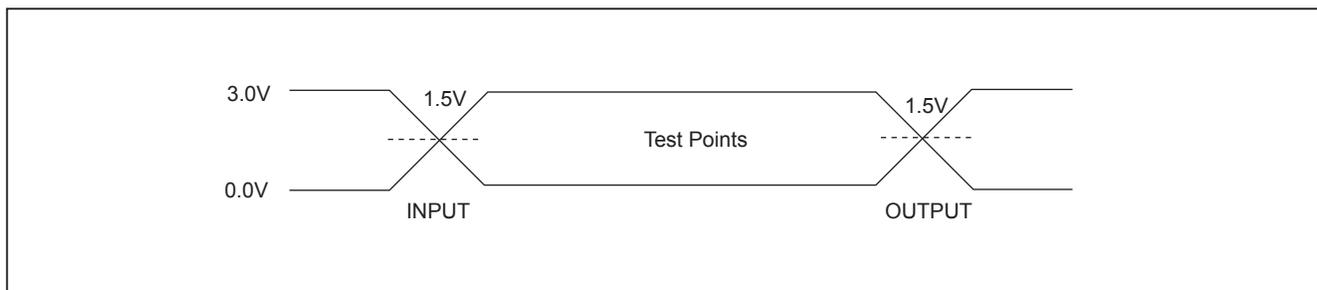 3.0V
1.5V
1.5V
Test Points
0.0V
INPUT
OUTPUT